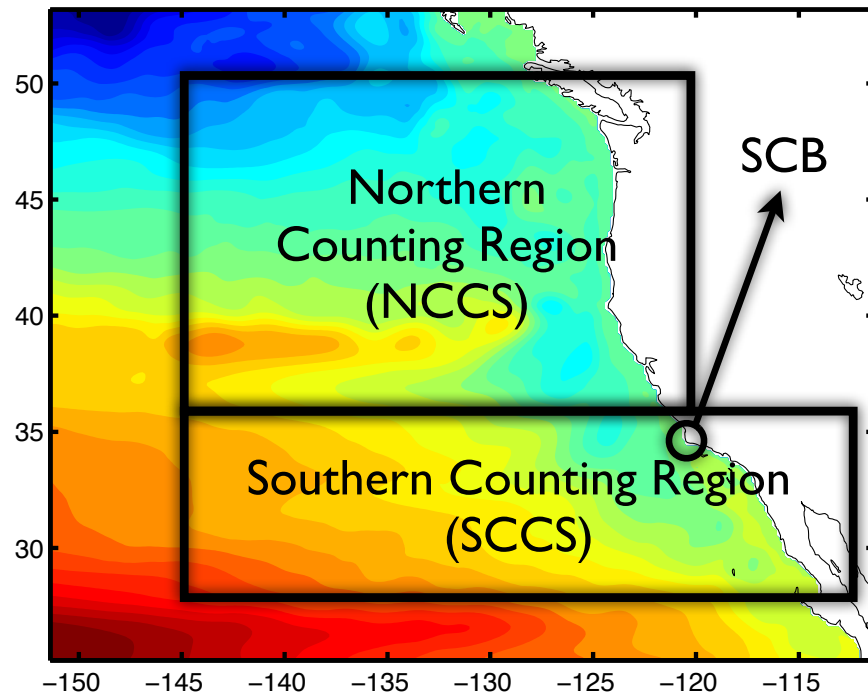 50
45
40
35
30
SCB
Northern
Counting Region
(NCCS)
Southern Counting Region
(SCCS)
−150 −145 −140 −135 −130 −125 −120 −115